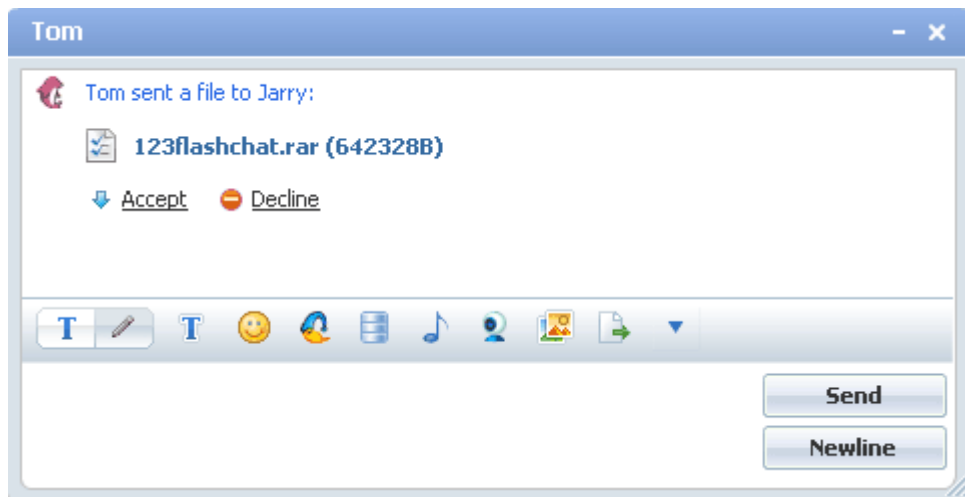 Tom
Tom sent a file to Jarry:
123flashchat.rar (642328B)
Accept Decline
T T
Send
Newline